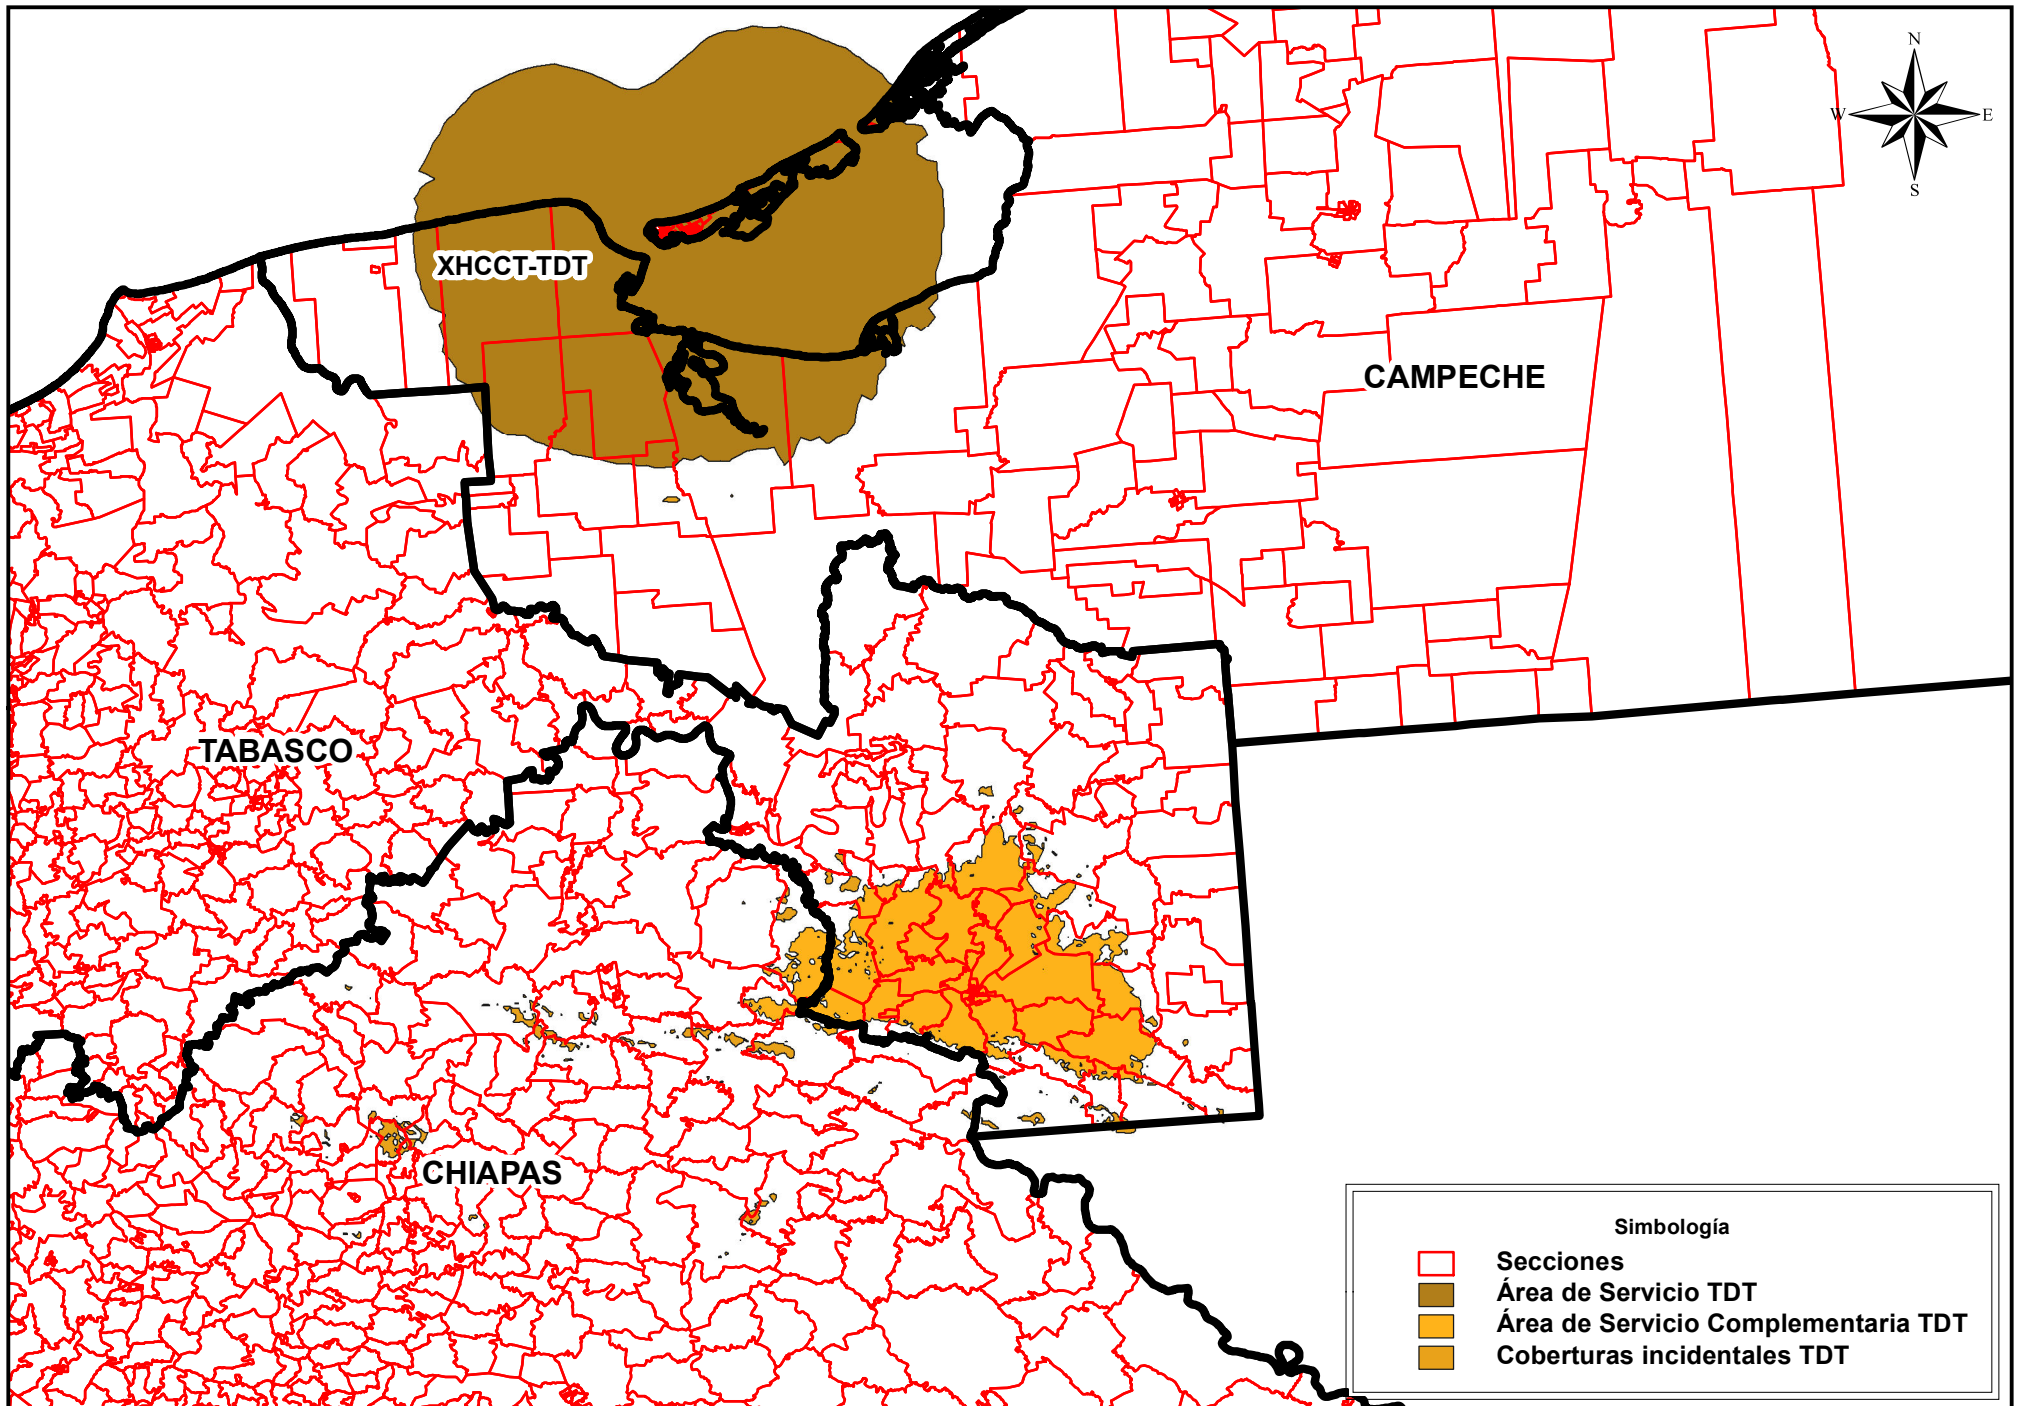 N
W
E
S
XHCCT-TDT
CAMPECHE
TABASCO
CHIAPAS
Simbología
Secciones
Área de Servicio TDT
Área de Servicio Complementaria TDT
Coberturas incidentales TDT